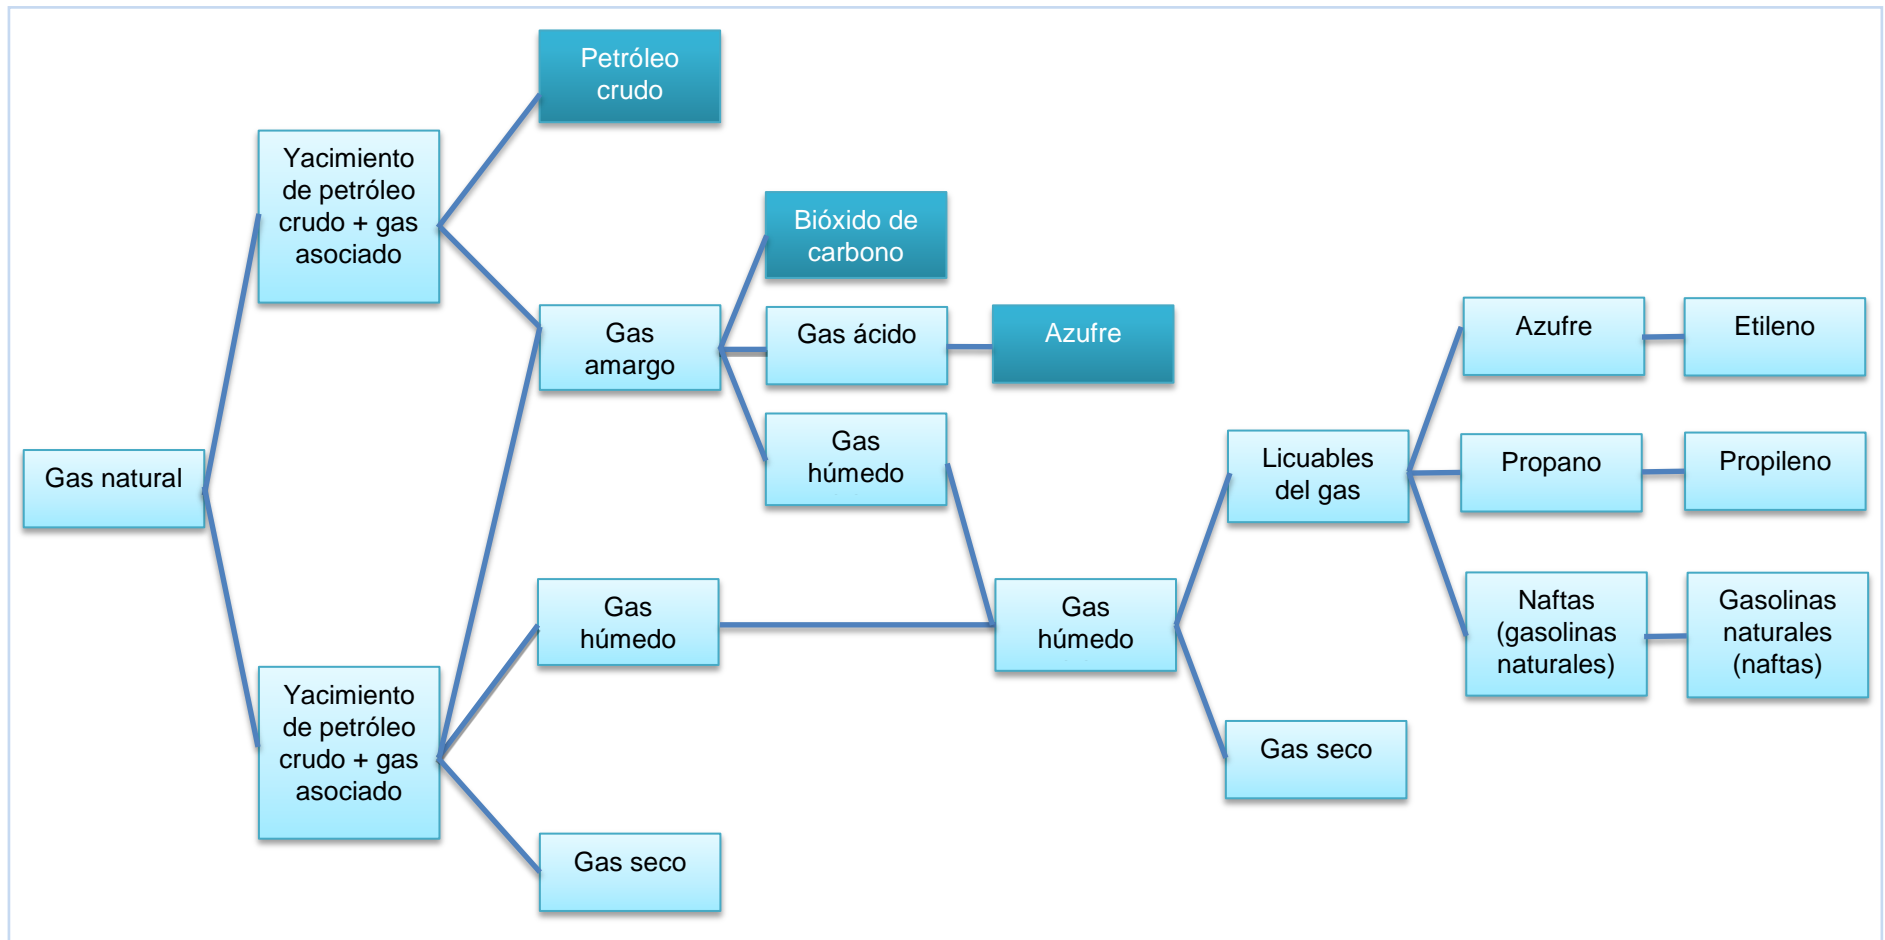 Petróleo
crudo
Yacimiento
de petróleo
crudo + gas
asociado
Bióxido de
carbono
Gas
amargo
Gas ácido
Azufre
Azufre
Etileno
Gas
húmedo
Gas natural
Licuables
del gas
Propano
Propileno
Gas
húmedo
Gas
húmedo
Naftas
(gasolinas
naturales)
Gasolinas
naturales
(naftas)
Yacimiento
de petróleo
crudo + gas
asociado
Gas seco
Gas seco